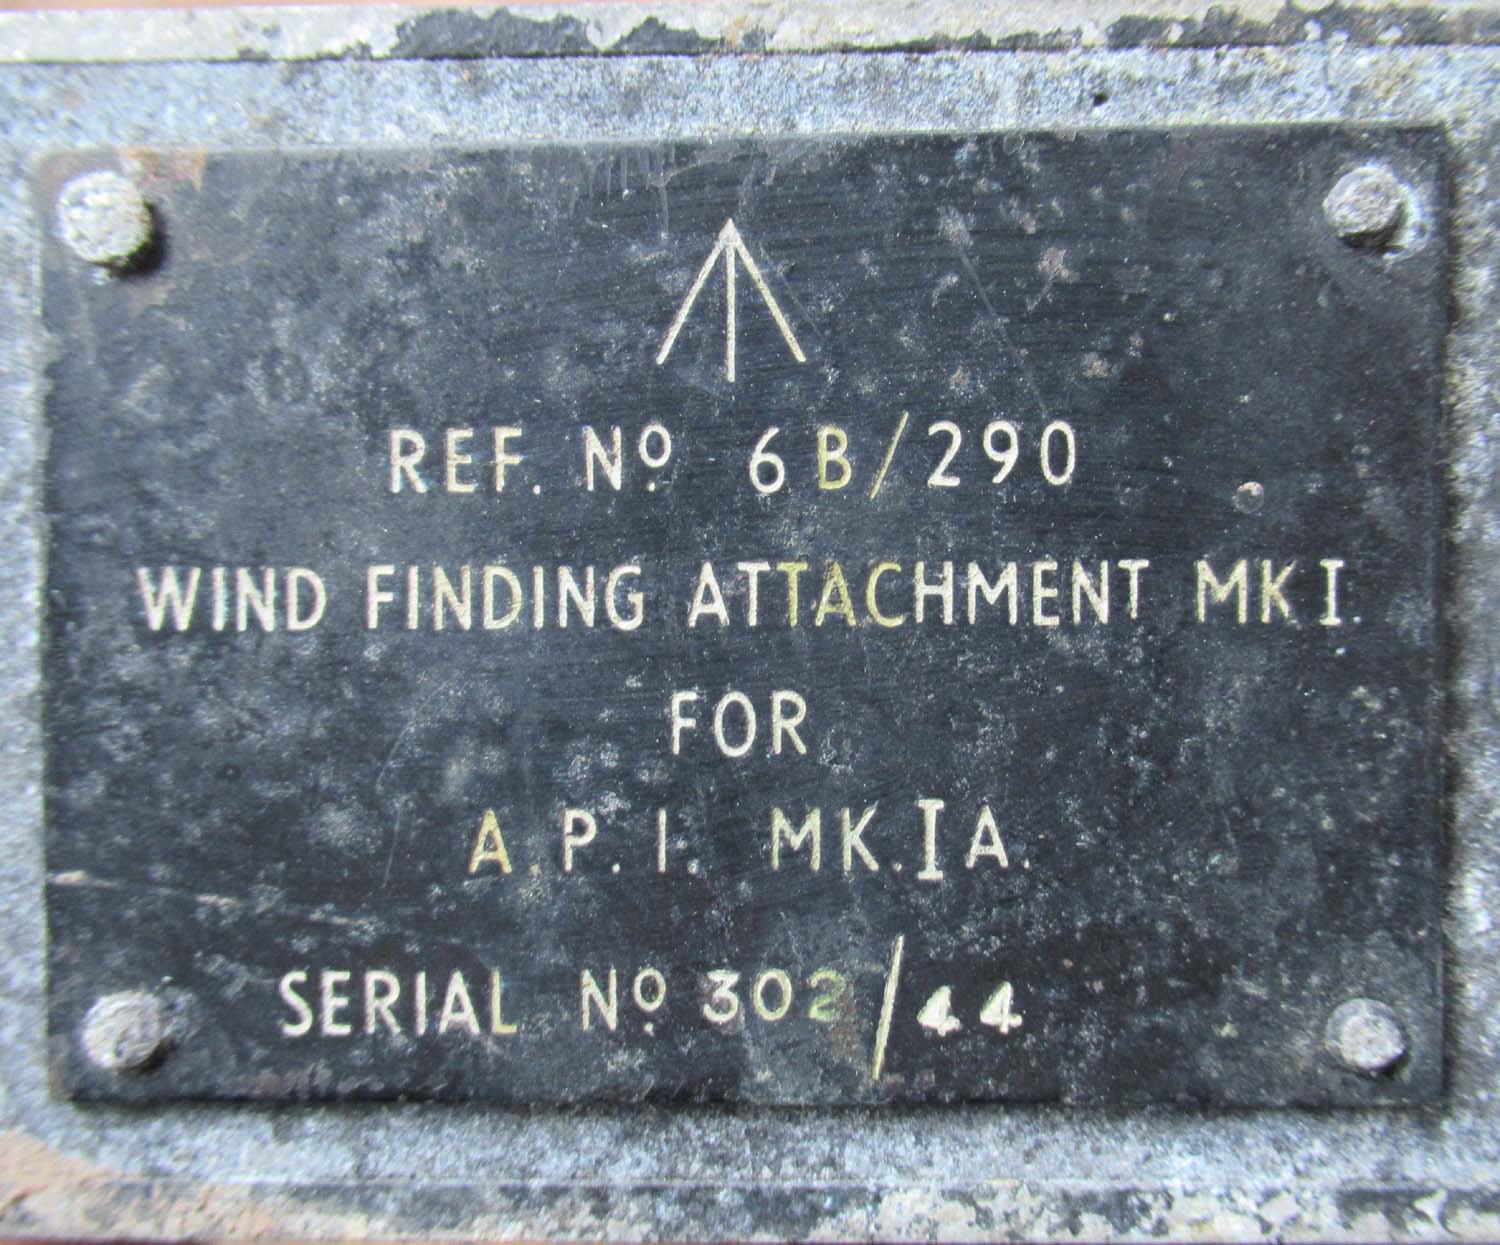 REF. Nº 6B/290
WIND FINDING ATTACHMENT MK I.
FOR
A.P.I. MK.IA.
SERIAL Nº 302/44